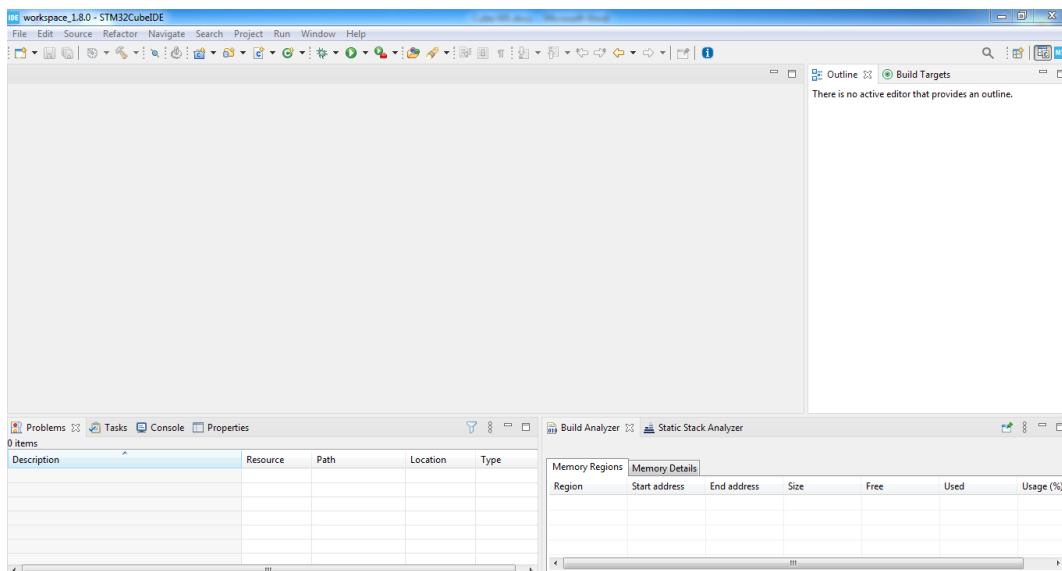 IDE workspace_1.8.0 - STM32CubeIDE
File Edit Source Refactor Navigate Search Project Run Window Help
Outline Build Targets
There is no active editor that provides an outline.
Problems Tasks Console Properties
0 items
Description Resource Path Location Type
Build Analyzer Static Stack Analyzer
Memory Regions Memory Details
Region Start address End address Size Free Used Usage (%)